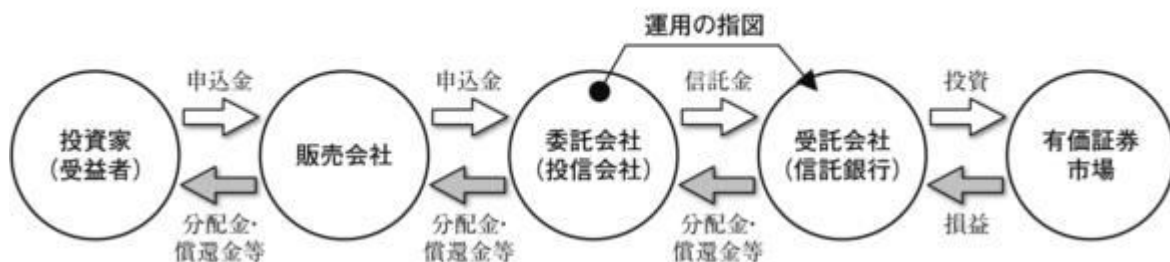 運用の指図
申込金
申込金
信託金
投資
投資家
(受益者)
販売会社
委託会社
(投信会社)
受託会社
(信託銀行)
有価証券
市場
分配金・
償還金等
分配金・
償還金等
分配金・
償還金等
損益